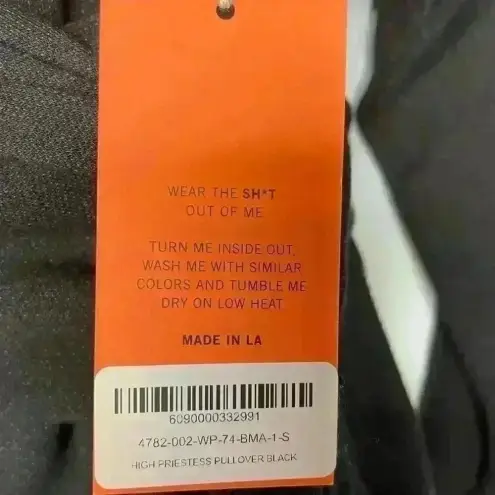 WEAR THE SH*T
OUT OF ME
TURN ME INSIDE OUT,
WASH ME WITH SIMILAR
COLORS AND TUMBLE ME
DRY ON LOW HEAT
MADE IN LA
6090000332991
4782-002-WP-74-BMA-1-S
HIGH PRIESTESS PULLOVER BLACK